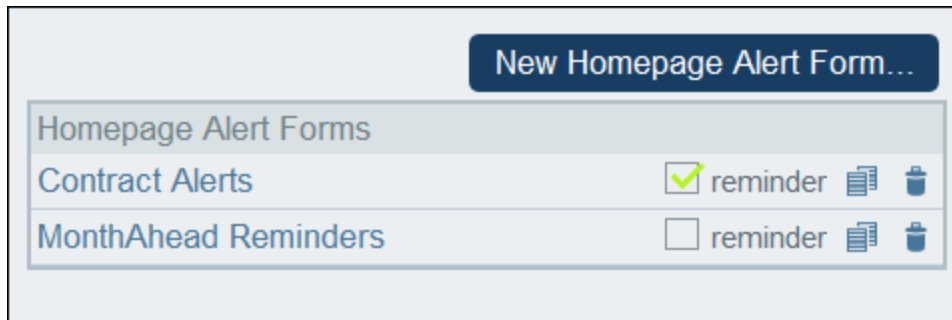 New Homepage Alert Form...
Homepage Alert Forms
Contract Alerts reminder
MonthAhead Reminders reminder